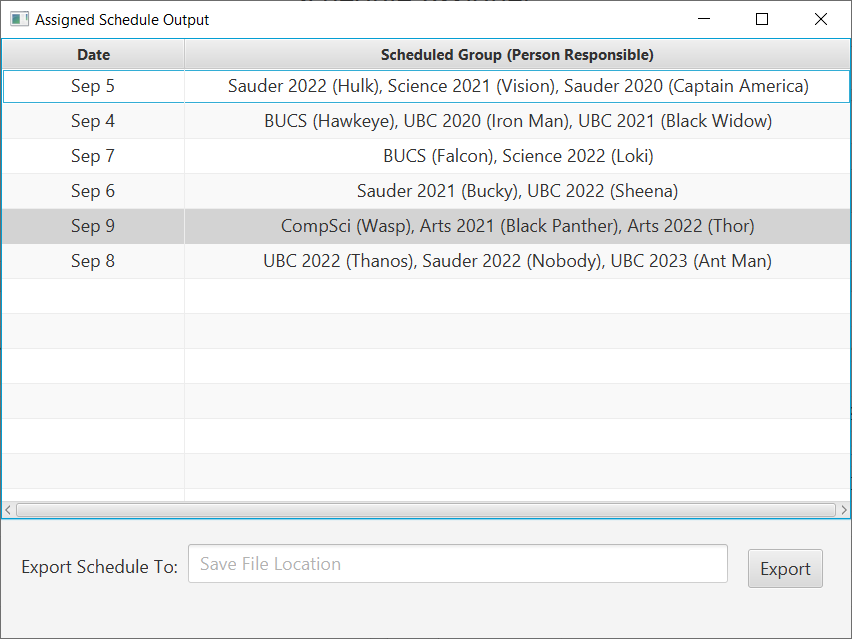 Assigned Schedule Output
Date Scheduled Group (Person Responsible)
Sep 5 Sauder 2022 (Hulk), Science 2021 (Vision), Sauder 2020 (Captain America)
Sep 4 BUCS (Hawkeye), UBC 2020 (Iron Man), UBC 2021 (Black Widow)
Sep 7 BUCS (Falcon), Science 2022 (Loki)
Sep 6 Sauder 2021 (Bucky), UBC 2022 (Sheena)
Sep 9 CompSci (Wasp), Arts 2021 (Black Panther), Arts 2022 (Thor)
Sep 8 UBC 2022 (Thanos), Sauder 2022 (Nobody), UBC 2023 (Ant Man)
Export Schedule To: Save File Location Export